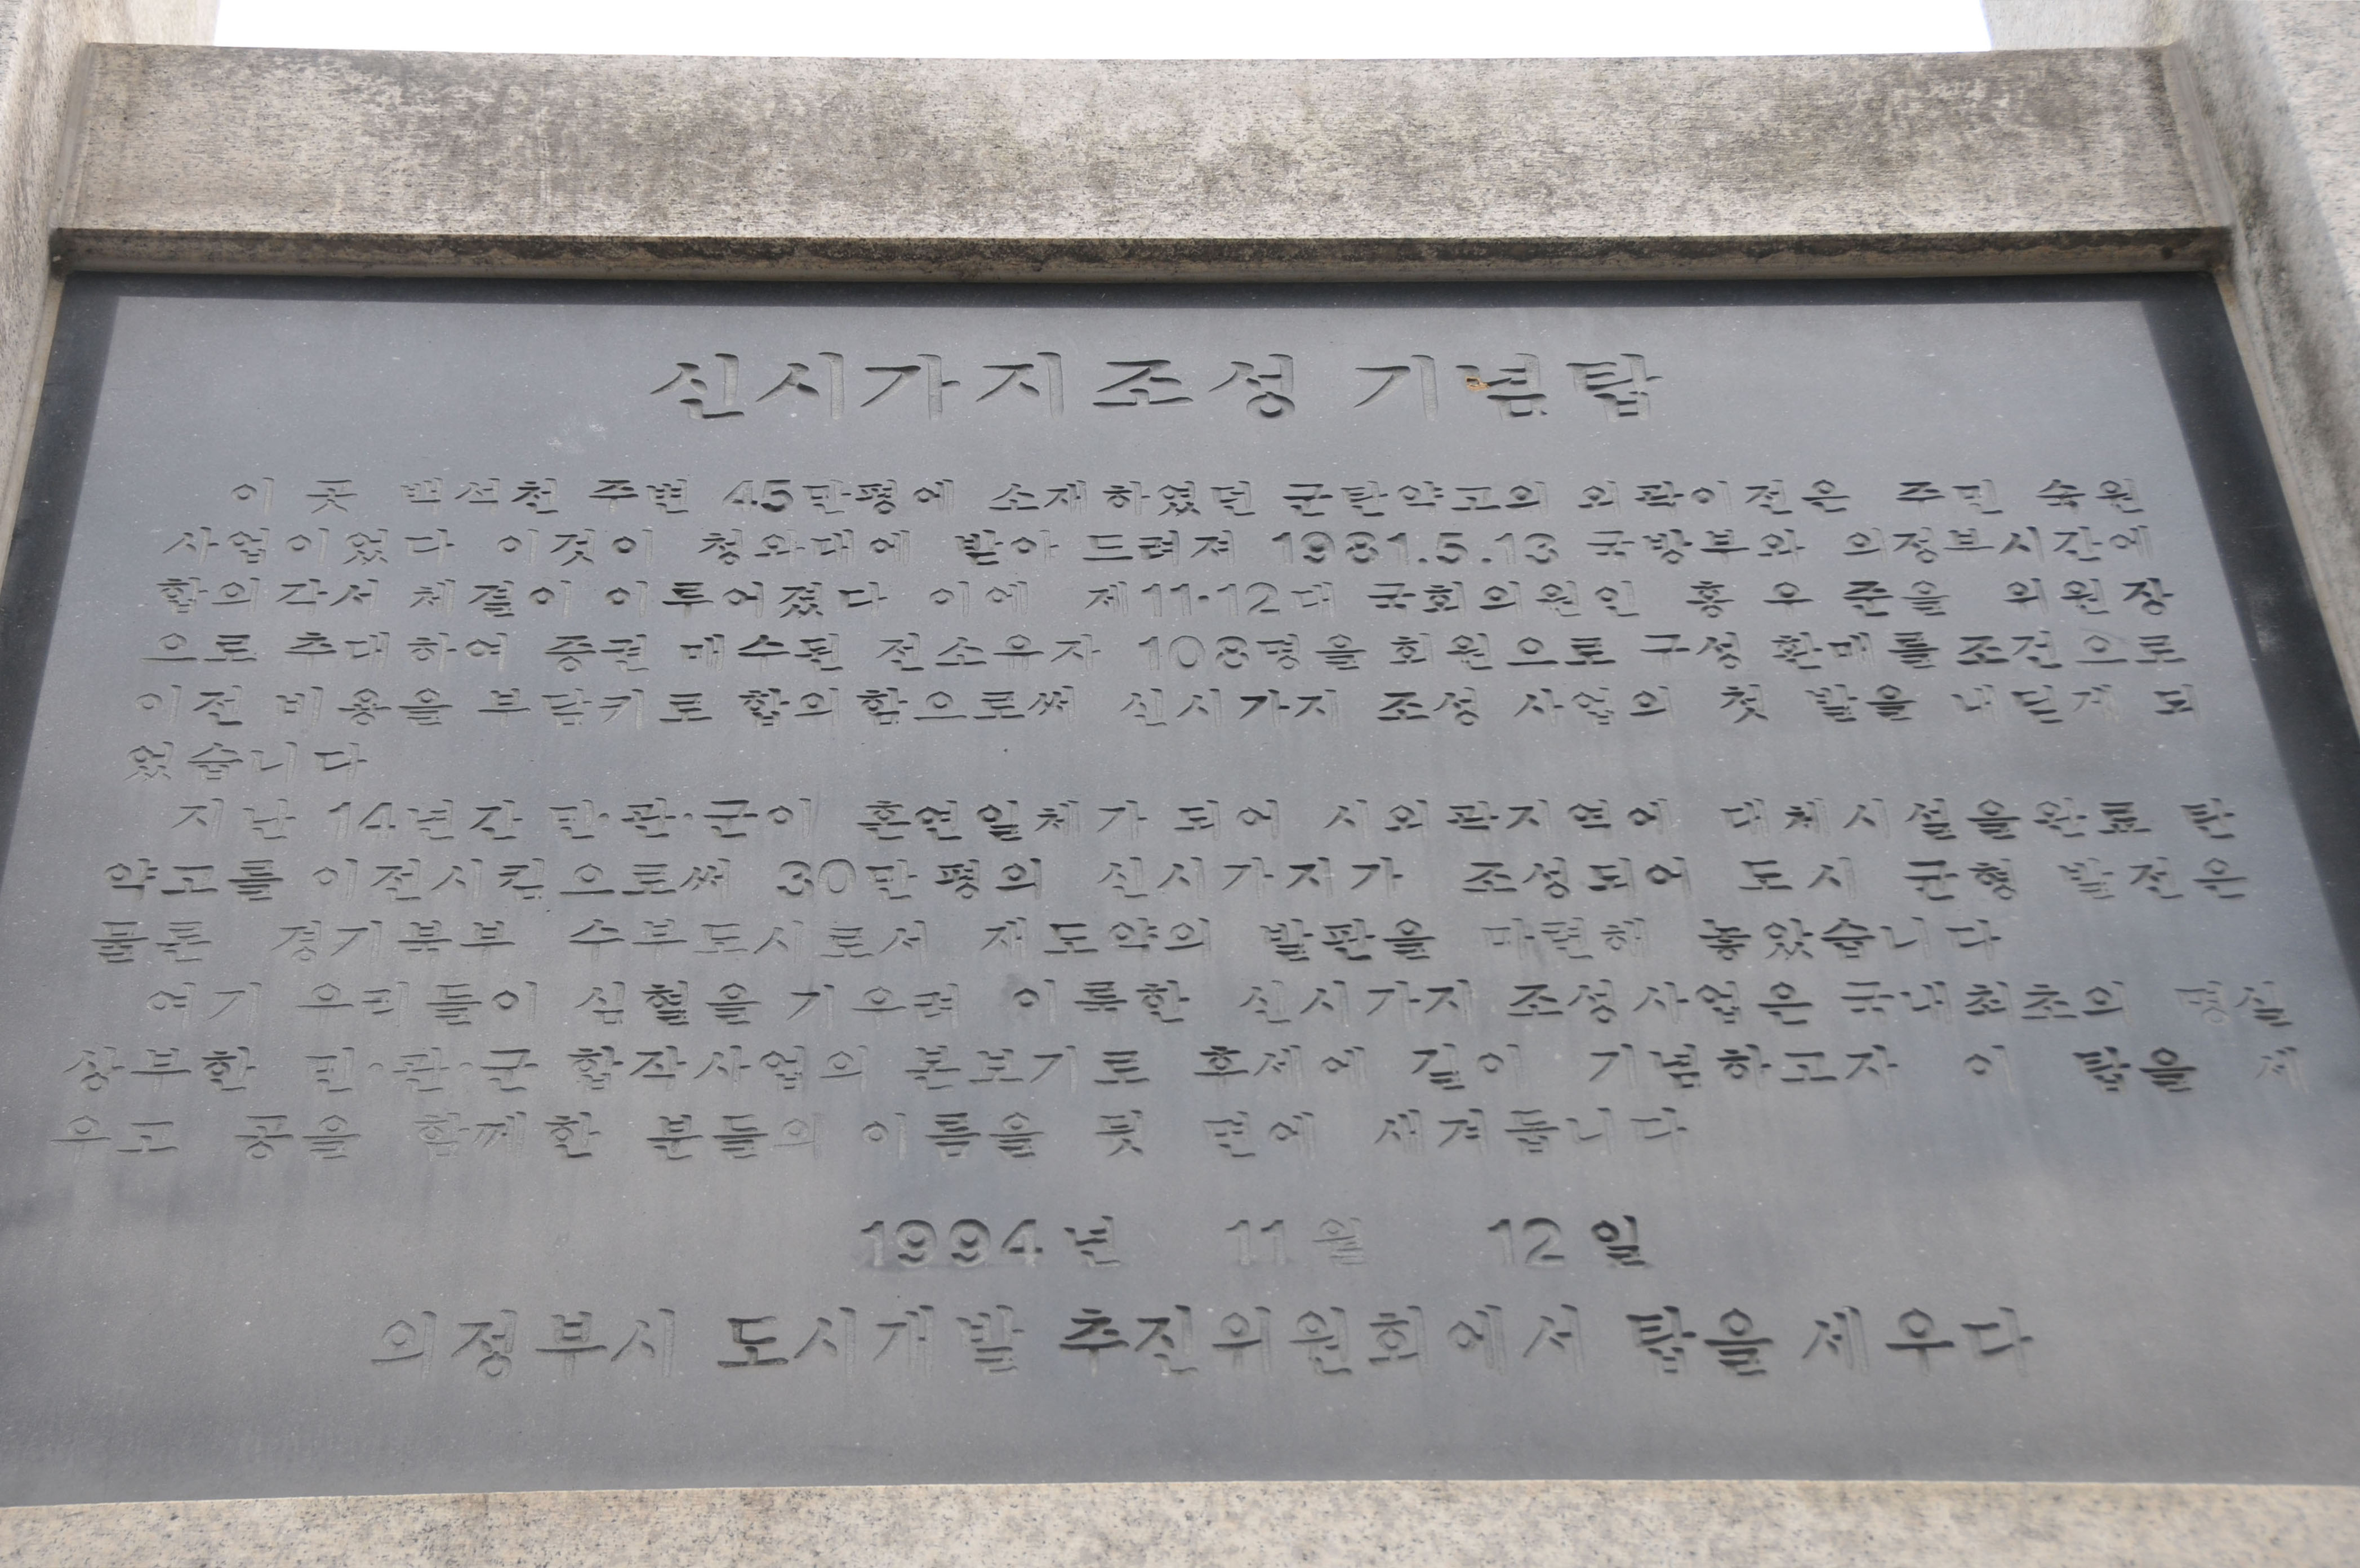 신시가지조성 기념탑
이 곳 백석천 주변 45만평에 소재하였던 군탄약고의 외곽이전은 주민 숙원
사업이었다 이것이 청와대에 받아 드려져 1981.5.13 국방부와 의정부시간에
합의각서 체결이 이루어졌다 이에 제11·12대 국회의원인 홍 우 준을 위원장
으로 추대하여 증권 매수된 전소유자 108명을 회원으로 구성 환매를 조건으로
이전 비용을 부담키로 합의함으로써 신시가지 조성 사업의 첫 발을 내딛게 되
었습니다
지난 14년간 민·관·군이 혼연일체가 되어 시외곽지역에 대체시설을완료 탄
약고를 이전시킴으로써 30만평의 신시가지가 조성되어 도시 균형 발전은
물론 경기북부 수부도시로서 재도약의 발판을 마련해 놓았습니다
여기 우리들이 심혈을 기우려 이룩한 신시가지 조성사업은 국내최초의 명실
상부한 민·관·군 합작사업의 본보기로 후세에 길이 기념하고자 이 탑을 세
우고 공을 함께한 분들의 이름을 뒷 면에 새겨둡니다
1994년 11월 12일
의정부시 도시개발 추진위원회에서 탑을 세우다